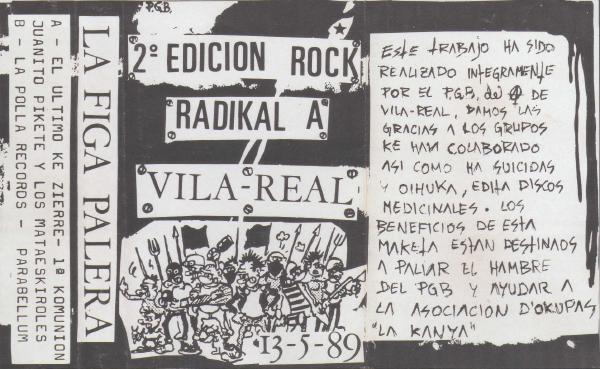 A - EL ULTIMO KE ZIERRE- 1ª KOMUNION
JUANITO PIKETE Y LOS MATAESKIROLES
B - LA POLLA RECORDS - PARABELLUM
LA FIGA PALERA
P.G.B.
2º EDICION ROCK
RADIKAL A
VILA-REAL
13-5-89
ESTE TRABAJO HA SIDO
REALIZADO INTEGRAMENTE
POR EL P.G.B, DE
VILA-REAL, DAMOS LAS
GRACIAS A LOS GRUPOS
KE HAN COLABORADO
ASI COMO HA SUICIDAS
Y OIHUKA, EDITA DISCOS
MEDICINALES. LOS
BENEFICIOS DE ESTA
MAKETA ESTAN DESTINADOS
A PALIAR EL HAMBRE
DEL PGB Y AYUDAR A
LA ASOCIACIÓN D'OKUPAS
"LA KANYA"